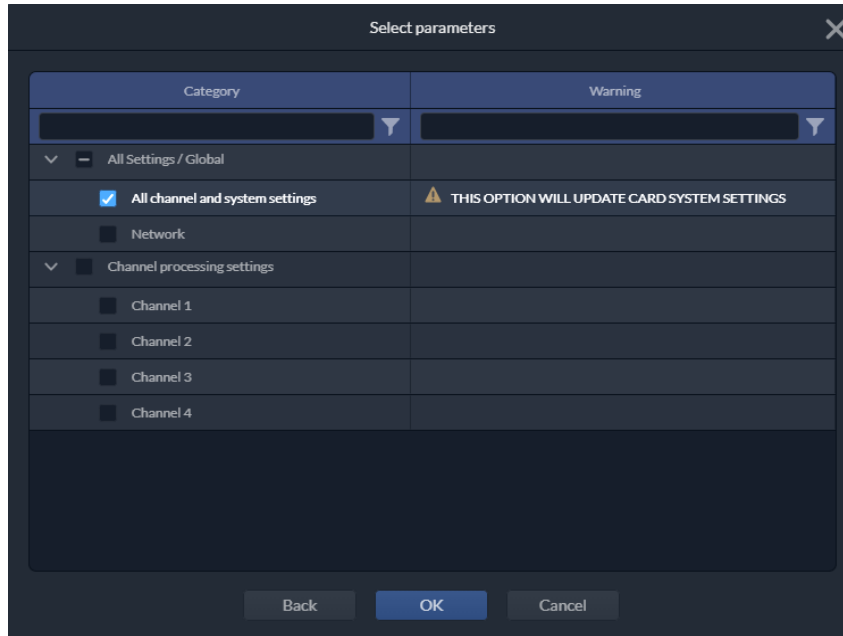 Select parameters
Category Warning
All Settings / Global
All channel and system settings THIS OPTION WILL UPDATE CARD SYSTEM SETTINGS
Network
Channel processing settings
Channel 1
Channel 2
Channel 3
Channel 4
Back OK Cancel